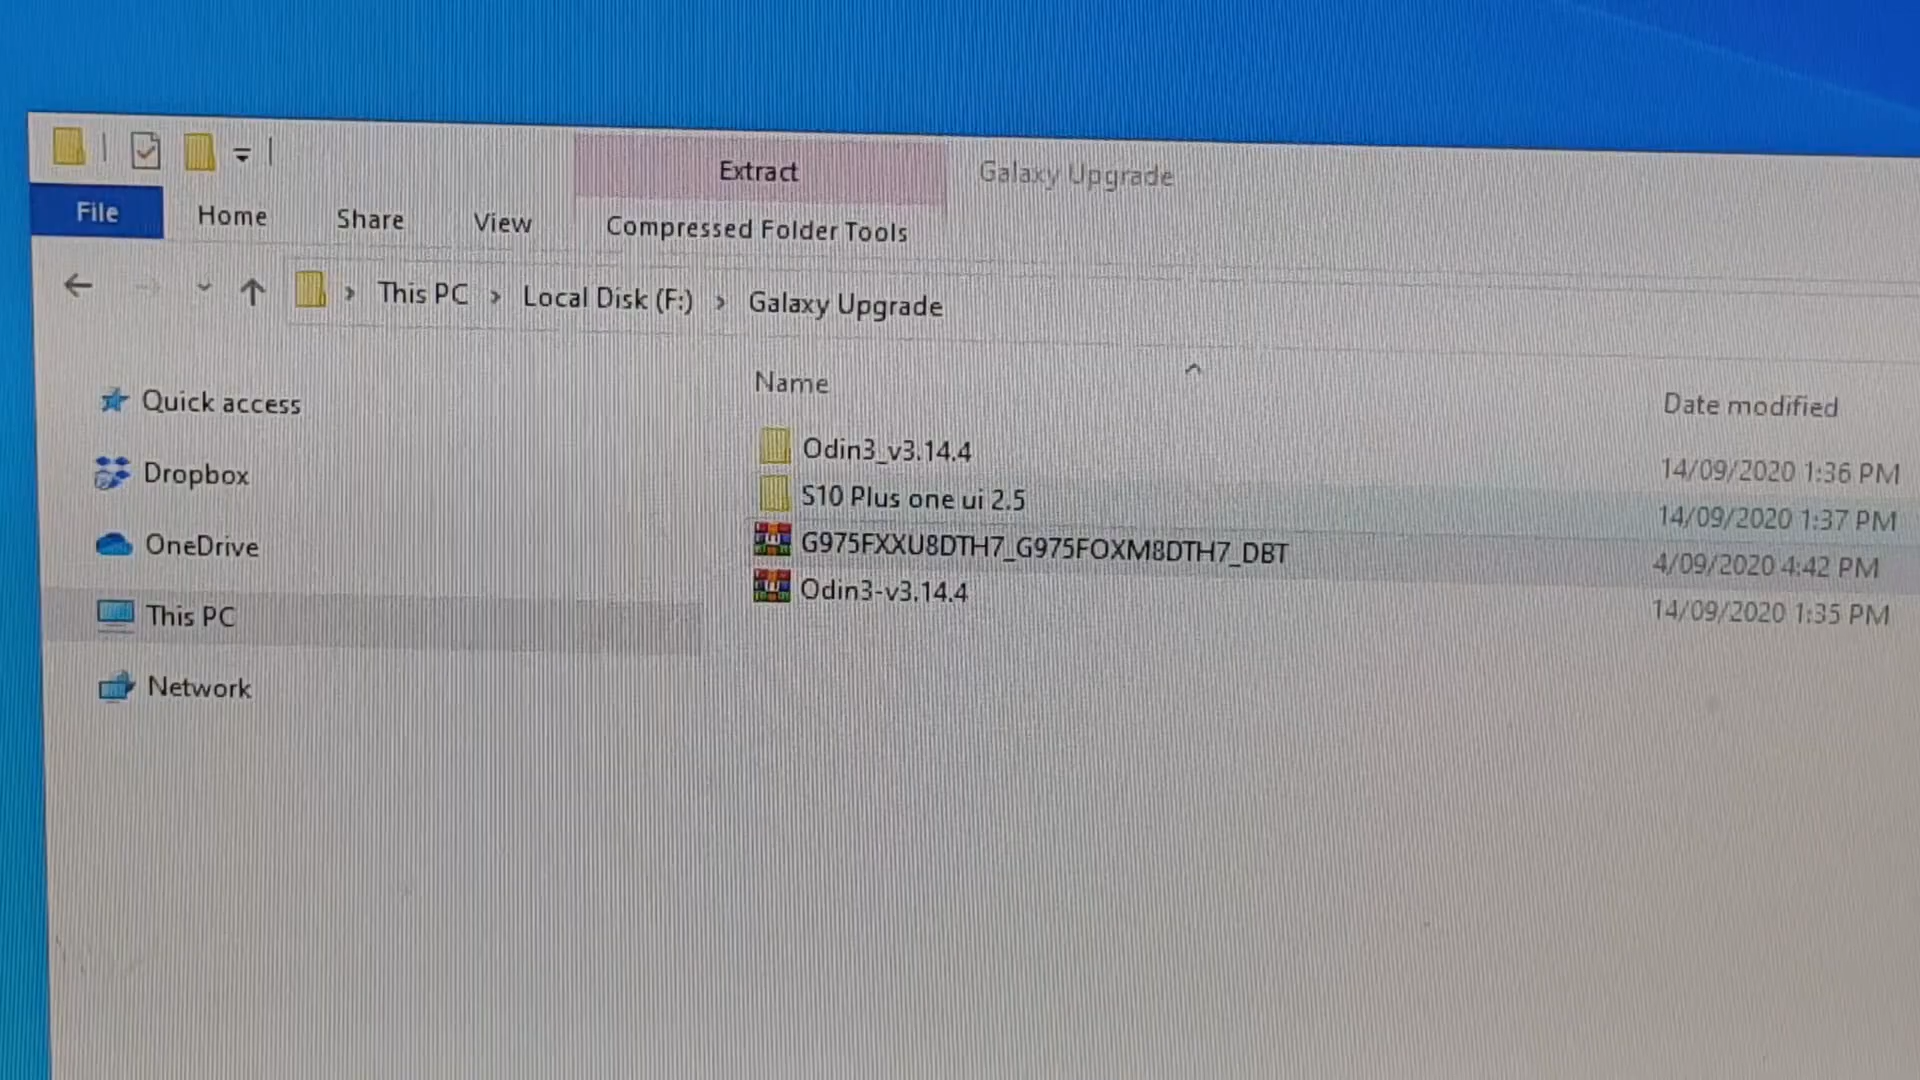 Extract
Galaxy Upgrade
File
Home
Share
View
Compressed Folder Tools
This PC > Local Disk (F:) > Galaxy Upgrade
Quick access
Dropbox
OneDrive
This PC
Network
Name
Date modified
Odin3_v3.14.4
14/09/2020 1:36 PM
S10 Plus one ui 2.5
14/09/2020 1:37 PM
G975FXXU8DTH7_G975FOXM8DTH7_DBT
4/09/2020 4:42 PM
Odin3-v3.14.4
14/09/2020 1:35 PM